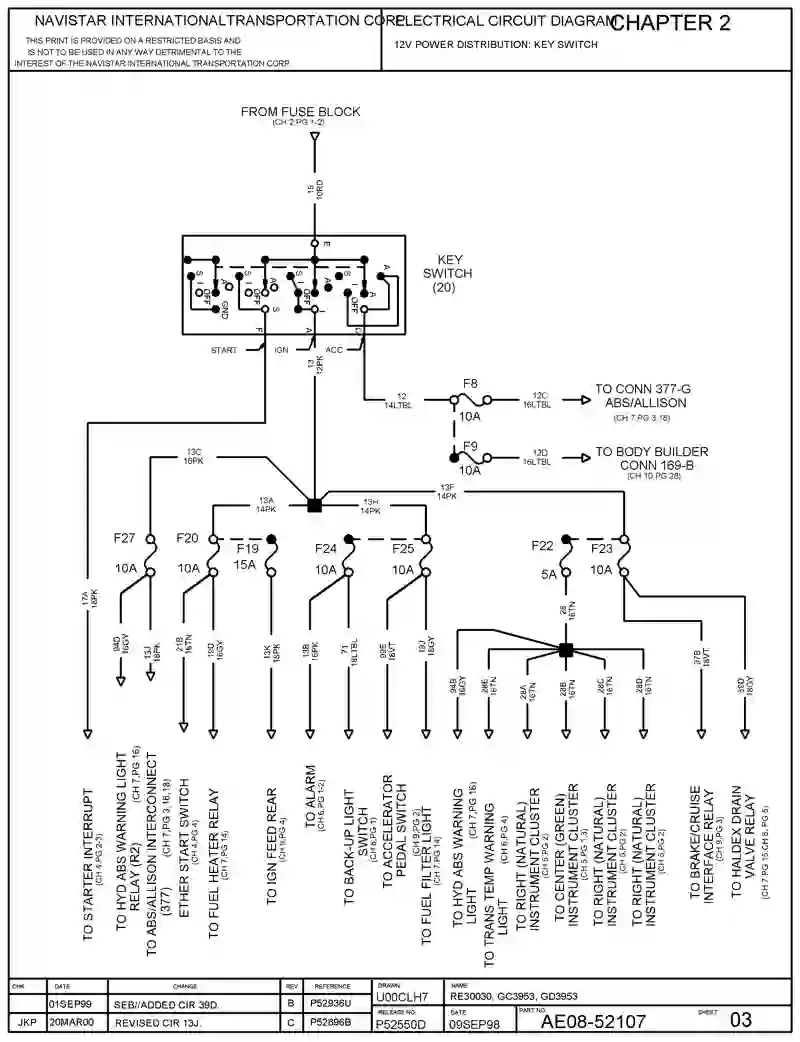 NAVISTAR INTERNATIONALTRANSPORTATION CORP.
THIS PRINT IS PROVIDED ON A RESTRICTED BASIS AND
IS NOT TO BE USED IN ANY WAY DETRIMENTAL TO THE
INTEREST OF THE NAVISTAR INTERNATIONAL TRANSPORTATION CORP
ELECTRICAL CIRCUIT DIAGRAM
CHAPTER 2
12V POWER DISTRIBUTION: KEY SWITCH
FROM FUSE BLOCK
(CH 2,PG 1-2)
15
10RD
E
KEY
SWITCH
(20)
S
I
OFF
A
GND
S
I
OFF
A
S
I
OFF
A
A
OFF
A
F
S
A
I
D
START
IGN
ACC
13
12PK
12
14LTBL
F8
10A
12C
16LTBL
TO CONN 377-G
ABS/ALLISON
(CH 7,PG 3,18)
F9
10A
12D
16LTBL
TO BODY BUILDER
CONN 169-B
(CH 10,PG 28)
13C
16PK
13A
14PK
13H
14PK
13F
14PK
F27
10A
F20
10A
F19
15A
F24
10A
F25
10A
F22
5A
F23
10A
17A
18PK
94D
16GY
13J
18PK
21B
16TN
19D
16GY
13K
18PK
13B
16PK
71
18LTBL
99E
18VT
19J
18GY
28
16TN
94B
16GY
28E
16TN
28A
16TN
28B
16TN
28C
16TN
28D
16TN
97B
18VT
39D
18GY
TO STARTER INTERRUPT
(CH 4,PG 2-3)
TO HYD ABS WARNING LIGHT
RELAY (R2)
(CH 7,PG 16)
TO ABS/ALLISON INTERCONNECT
(377)
(CH 7,PG 3,16,18)
ETHER START SWITCH
(CH 4,PG 4)
TO FUEL HEATER RELAY
(CH 7,PG 14)
TO IGN FEED REAR
TO ALARM
(CH 6,PG 1-2)
TO BACK-UP LIGHT
SWITCH
(CH 6,PG 1)
TO ACCELERATOR
PEDAL SWITCH
(CH 9,PG 2)
TO FUEL FILTER LIGHT
(CH 7,PG 14)
TO HYD ABS WARNING
LIGHT
(CH 7,PG 16)
TO TRANS TEMP WARNING
LIGHT
(CH 6,PG 4)
TO RIGHT (NATURAL)
INSTRUMENT CLUSTER
(CH 5,PG 2)
TO CENTER (GREEN)
INSTRUMENT CLUSTER
(CH 5,PG 1,3)
TO RIGHT (NATURAL)
INSTRUMENT CLUSTER
(CH 5,PG 2)
TO RIGHT (NATURAL)
INSTRUMENT CLUSTER
(CH 5,PG 2)
TO BRAKE/CRUISE
INTERFACE RELAY
(CH 9,PG 3)
TO HALDEX DRAIN
VALVE RELAY
(CH 7,PG 15,CH 8, PG 5)
CHK DATE CHANGE REV REFERENCE
01SEP99 SEB//ADDED CIR 39D. B P52936U
JKP 20MAR00 REVISED CIR 13J. C P52896B
DRAWN
U00CLH7
NAME
RE30030, GC3953, GD3953
RELEASE NO.
P52550D
DATE
09SEP98
PART NO.
AE08-52107
SHEET
03